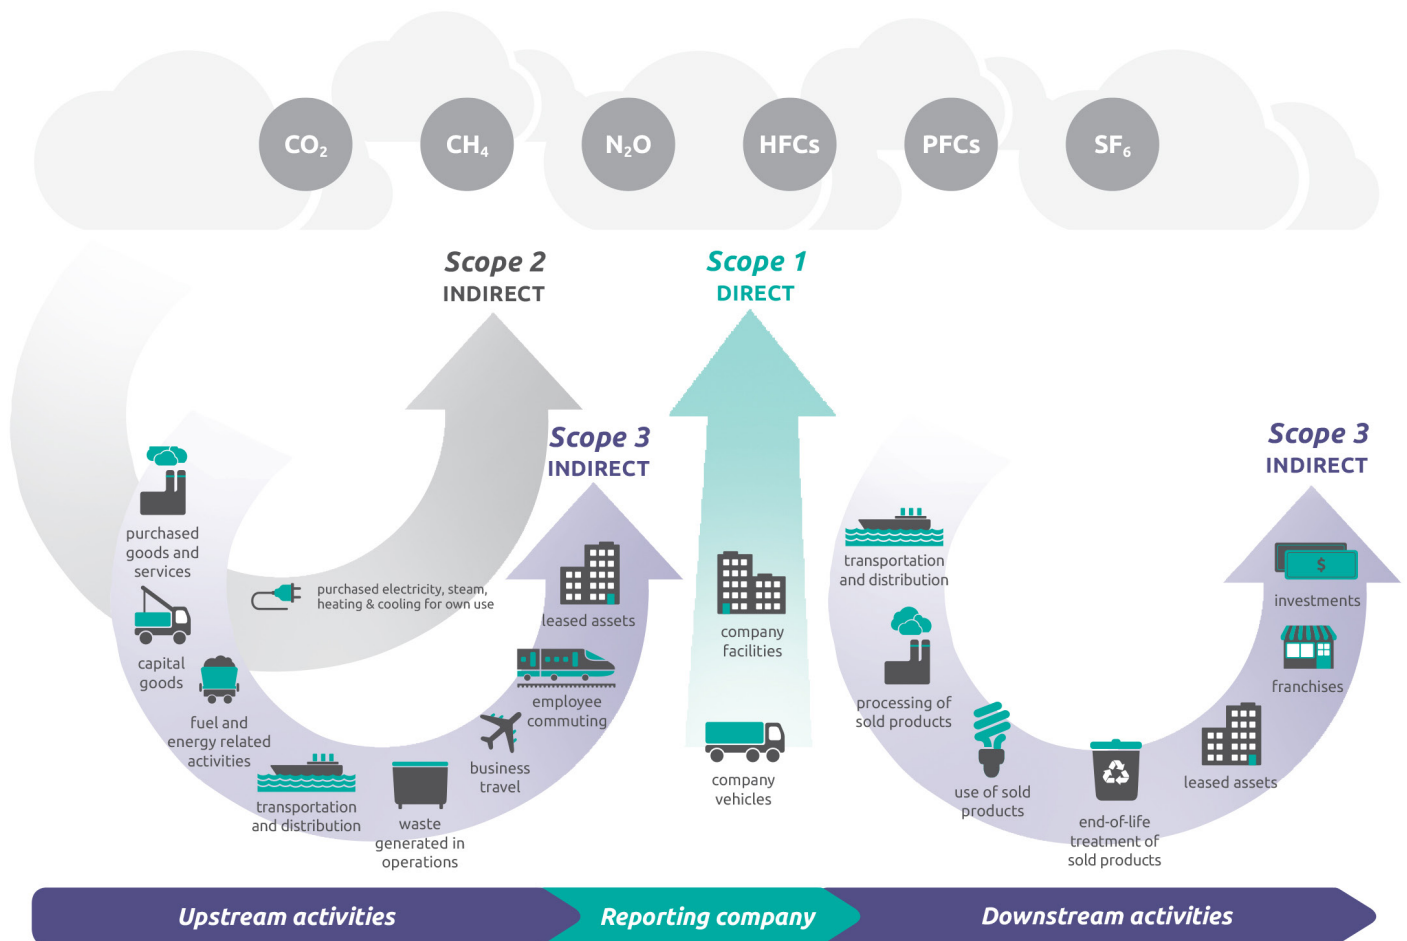 CO₂
CH₄
N₂O
HFCs
PFCs
SF₆
Scope 2
INDIRECT
Scope 1
DIRECT
Scope 3
INDIRECT
Scope 3
INDIRECT
purchased
goods and
services
capital
goods
fuel and
energy related
activities
transportation
and distribution
waste
generated in
operations
business
travel
employee
commuting
leased assets
purchased electricity, steam,
heating & cooling for own use
company
facilities
company
vehicles
transportation
and distribution
processing of
sold products
use of sold
products
end-of-life
treatment of
sold products
leased assets
franchises
investments
$
Upstream activities
Reporting company
Downstream activities